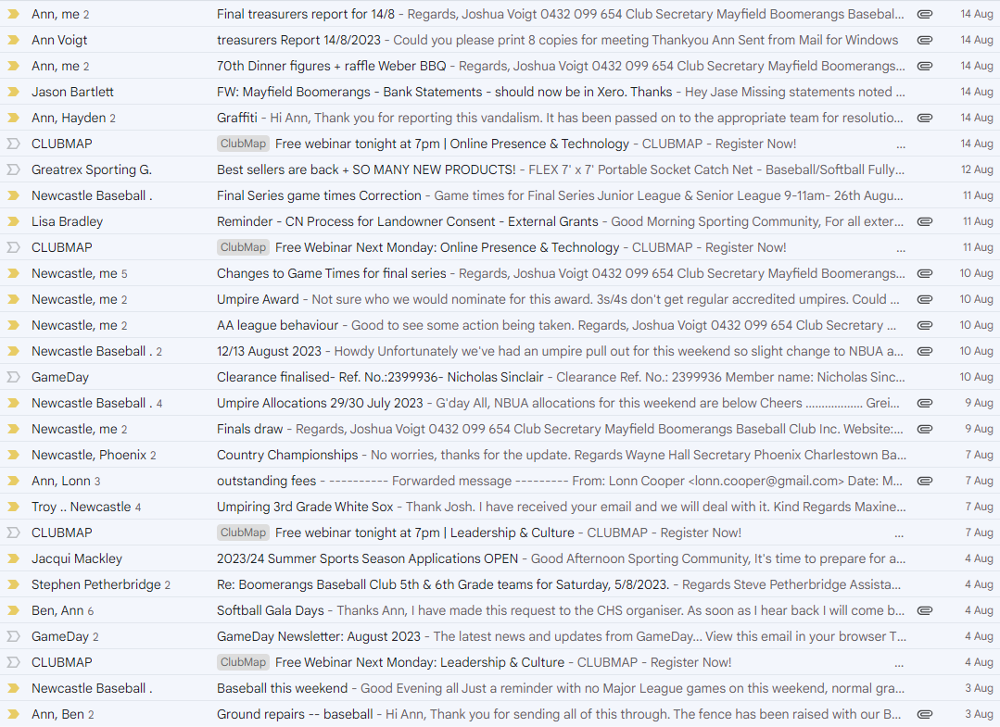 Ann, me 2 Final treasurers report for 14/8 - Regards, Joshua Voigt 0432 099 654 Club Secretary Mayfield Boomerangs Basebal... 14 Aug
Ann Voigt treasurers Report 14/8/2023 - Could you please print 8 copies for meeting Thankyou Ann Sent from Mail for Windows 14 Aug
Ann, me 2 70th Dinner figures + raffle Weber BBQ - Regards, Joshua Voigt 0432 099 654 Club Secretary Mayfield Boomerangs... 14 Aug
Jason Bartlett FW: Mayfield Boomerangs - Bank Statements - should now be in Xero. Thanks - Hey Jase Missing statements noted ... 14 Aug
Ann, Hayden 2 Graffiti - Hi Ann, Thank you for reporting this vandalism. It has been passed on to the appropriate team for resolutio... 14 Aug
CLUBMAP ClubMap Free webinar tonight at 7pm | Online Presence & Technology - CLUBMAP - Register Now! ... 14 Aug
Greatrex Sporting G. Best sellers are back + SO MANY NEW PRODUCTS! - FLEX 7' x 7' Portable Socket Catch Net - Baseball/Softball Fully... 12 Aug
Newcastle Baseball . Final Series game times Correction - Game times for Final Series Junior League & Senior League 9-11am- 26th Augu... 11 Aug
Lisa Bradley Reminder - CN Process for Landowner Consent - External Grants - Good Morning Sporting Community, For all exter... 11 Aug
CLUBMAP ClubMap Free Webinar Next Monday: Online Presence & Technology - CLUBMAP - Register Now! ... 11 Aug
Newcastle, me 5 Changes to Game Times for final series - Regards, Joshua Voigt 0432 099 654 Club Secretary Mayfield Boomerangs... 10 Aug
Newcastle, me 2 Umpire Award - Not sure who we would nominate for this award. 3s/4s don't get regular accredited umpires. Could ... 10 Aug
Newcastle, me 2 AA league behaviour - Good to see some action being taken. Regards, Joshua Voigt 0432 099 654 Club Secretary ... 10 Aug
Newcastle Baseball . 2 12/13 August 2023 - Howdy Unfortunately we've had an umpire pull out for this weekend so slight change to NBUA a... 10 Aug
GameDay Clearance finalised- Ref. No.:2399936- Nicholas Sinclair - Clearance Ref. No.: 2399936 Member name: Nicholas Sinc... 10 Aug
Newcastle Baseball . 4 Umpire Allocations 29/30 July 2023 - G'day All, NBUA allocations for this weekend are below Cheers ................. Grei... 9 Aug
Newcastle, me 2 Finals draw - Regards, Joshua Voigt 0432 099 654 Club Secretary Mayfield Boomerangs Baseball Club Inc. Website:... 9 Aug
Newcastle, Phoenix 2 Country Championships - No worries, thanks for the update. Regards Wayne Hall Secretary Phoenix Charlestown Ba... 7 Aug
Ann, Lonn 3 outstanding fees - ---------- Forwarded message --------- From: Lonn Cooper <lonn.cooper@gmail.com> Date: M... 7 Aug
Troy .. Newcastle 4 Umpiring 3rd Grade White Sox - Thank Josh. I have received your email and we will deal with it. Kind Regards Maxine... 7 Aug
CLUBMAP ClubMap Free webinar tonight at 7pm | Leadership & Culture - CLUBMAP - Register Now! ... 7 Aug
Jacqui Mackley 2023/24 Summer Sports Season Applications OPEN - Good Afternoon Sporting Community, It's time to prepare for a... 4 Aug
Stephen Petherbridge 2 Re: Boomerangs Baseball Club 5th & 6th Grade teams for Saturday, 5/8/2023. - Regards Steve Petherbridge Assista... 4 Aug
Ben, Ann 6 Softball Gala Days - Thanks Ann, I have made this request to the CHS organiser. As soon as I hear back I will come b... 4 Aug
GameDay 2 GameDay Newsletter: August 2023 - The latest news and updates from GameDay... View this email in your browser T... 4 Aug
CLUBMAP ClubMap Free Webinar Next Monday: Leadership & Culture - CLUBMAP - Register Now! ... 4 Aug
Newcastle Baseball . Baseball this weekend - Good Evening all Just a reminder with no Major League games on this weekend, normal gra... 3 Aug
Ann, Ben 2 Ground repairs -- baseball - Hi Ann, Thank you for sending all of this through. The fence has been raised with our B... 3 Aug